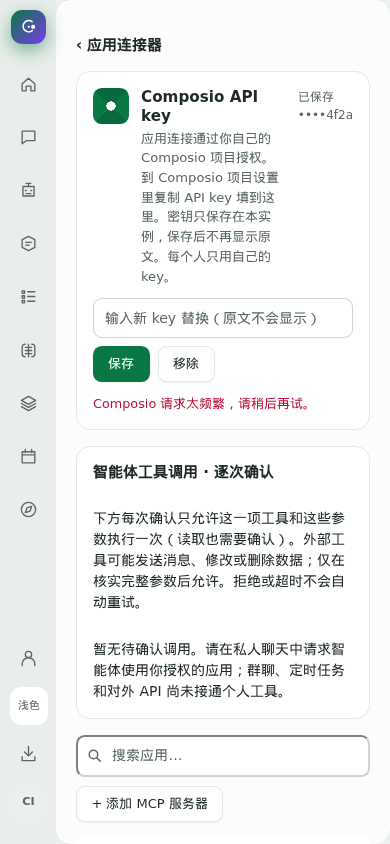 ‹ 应用连接器
Composio API
key
已保存
••••4f2a
应用连接通过你自己的
Composio 项目授权。
到 Composio 项目设置
里复制 API key 填到这
里。密钥只保存在本实
例，保存后不再显示原
文。每个人只用自己的
key。
输入新 key 替换（原文不会显示）
保存
移除
Composio 请求太频繁，请稍后再试。
智能体工具调用 · 逐次确认
下方每次确认只允许这一项工具和这些参
数执行一次（读取也需要确认）。外部工
具可能发送消息、修改或删除数据；仅在
核实完整参数后允许。拒绝或超时不会自
动重试。
暂无待确认调用。请在私人聊天中请求智
能体使用你授权的应用；群聊、定时任务
和对外 API 尚未接通个人工具。
浅色
搜索应用…
CI
+ 添加 MCP 服务器